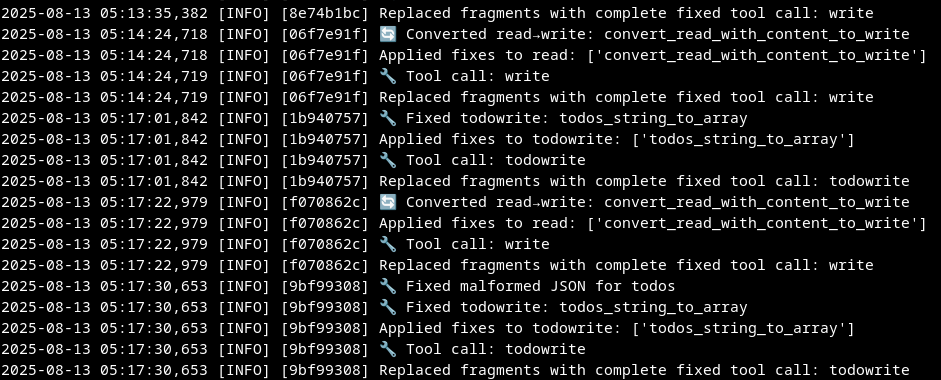 2025-08-13 05:13:35,382 [INFO] [8e74b1bc] Replaced fragments with complete fixed tool call: write
2025-08-13 05:14:24,718 [INFO] [06f7e91f] 🔄 Converted read→write: convert_read_with_content_to_write
2025-08-13 05:14:24,718 [INFO] [06f7e91f] Applied fixes to read: ['convert_read_with_content_to_write']
2025-08-13 05:14:24,719 [INFO] [06f7e91f] 🔧 Tool call: write
2025-08-13 05:14:24,719 [INFO] [06f7e91f] Replaced fragments with complete fixed tool call: write
2025-08-13 05:17:01,842 [INFO] [1b940757] 🔧 Fixed todowrite: todos_string_to_array
2025-08-13 05:17:01,842 [INFO] [1b940757] Applied fixes to todowrite: ['todos_string_to_array']
2025-08-13 05:17:01,842 [INFO] [1b940757] 🔧 Tool call: todowrite
2025-08-13 05:17:01,842 [INFO] [1b940757] Replaced fragments with complete fixed tool call: todowrite
2025-08-13 05:17:22,979 [INFO] [f070862c] 🔄 Converted read→write: convert_read_with_content_to_write
2025-08-13 05:17:22,979 [INFO] [f070862c] Applied fixes to read: ['convert_read_with_content_to_write']
2025-08-13 05:17:22,979 [INFO] [f070862c] 🔧 Tool call: write
2025-08-13 05:17:22,979 [INFO] [f070862c] Replaced fragments with complete fixed tool call: write
2025-08-13 05:17:30,653 [INFO] [9bf99308] 🔧 Fixed malformed JSON for todos
2025-08-13 05:17:30,653 [INFO] [9bf99308] 🔧 Fixed todowrite: todos_string_to_array
2025-08-13 05:17:30,653 [INFO] [9bf99308] Applied fixes to todowrite: ['todos_string_to_array']
2025-08-13 05:17:30,653 [INFO] [9bf99308] 🔧 Tool call: todowrite
2025-08-13 05:17:30,653 [INFO] [9bf99308] Replaced fragments with complete fixed tool call: todowrite